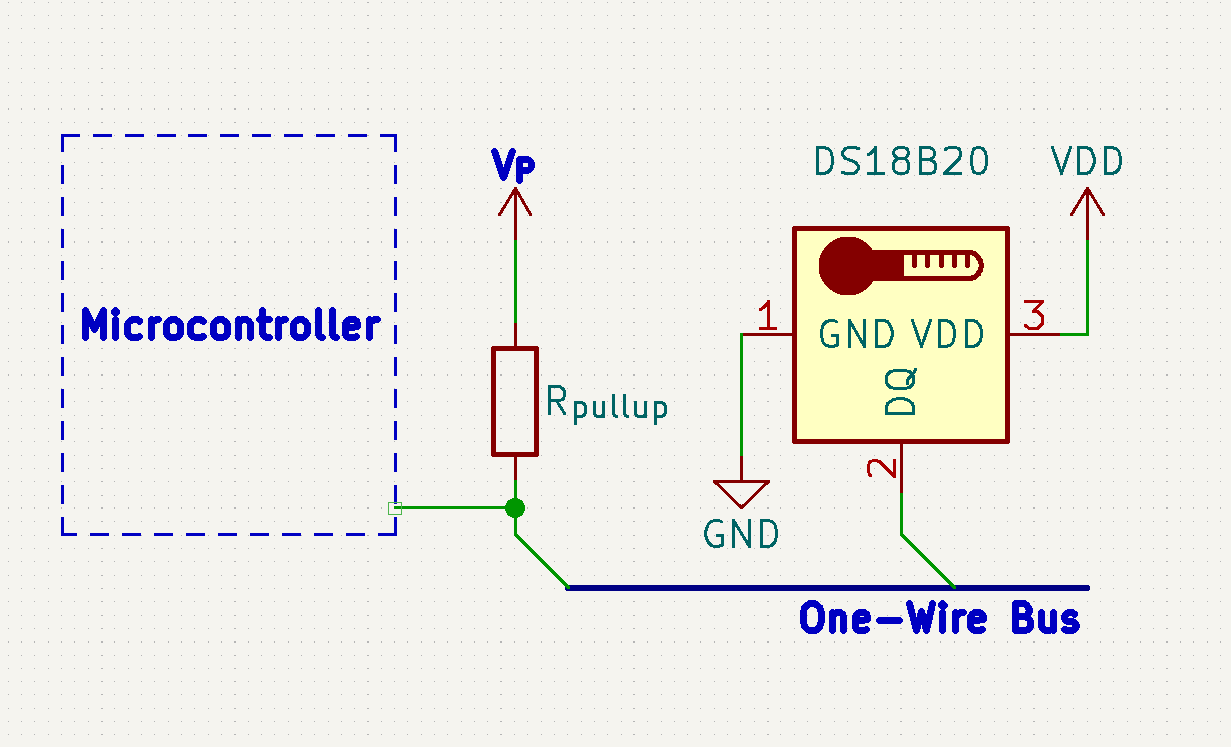 DS18B20
VDD
Vp
Microcontroller
1
GND VDD
3
DQ
Rpullup
2
GND
One-Wire Bus